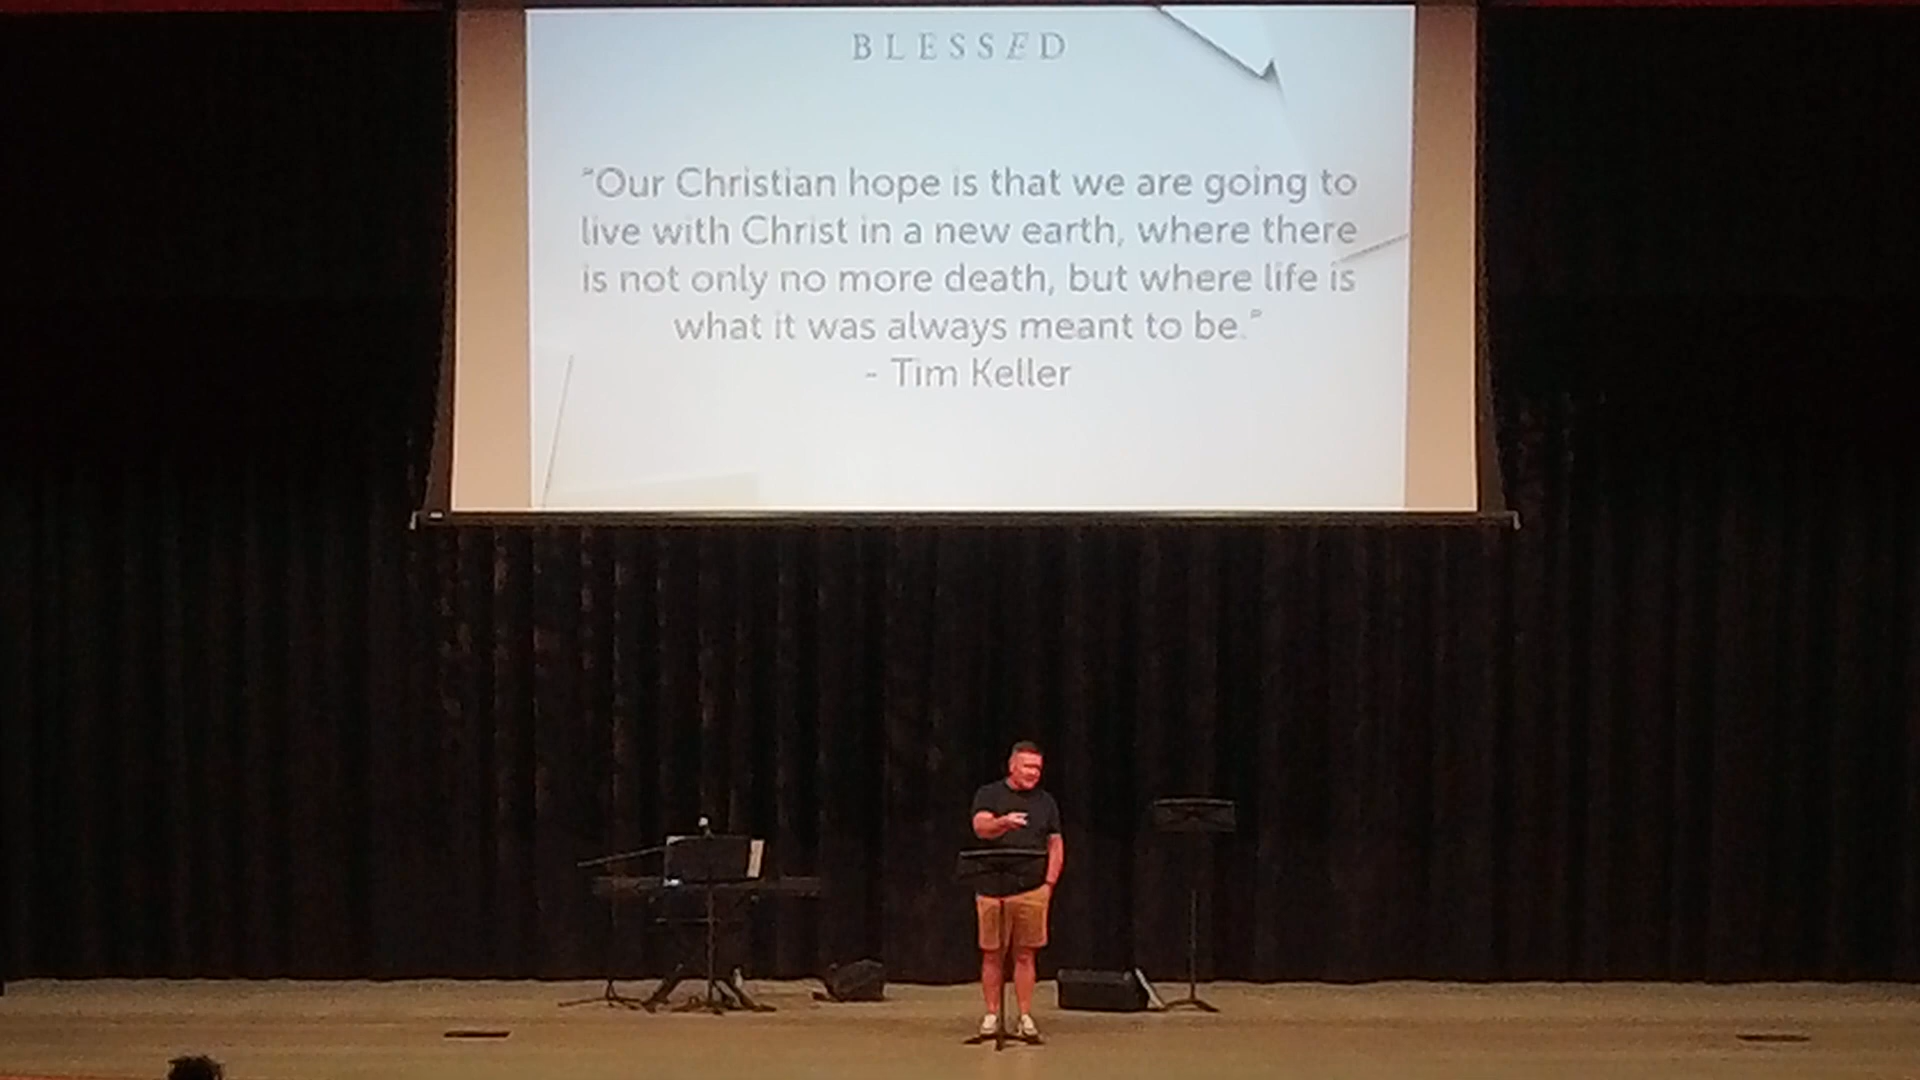 BLESSED
"Our Christian hope is that we are going to
live with Christ in a new earth, where there
is not only no more death, but where life is
what it was always meant to be."
- Tim Keller